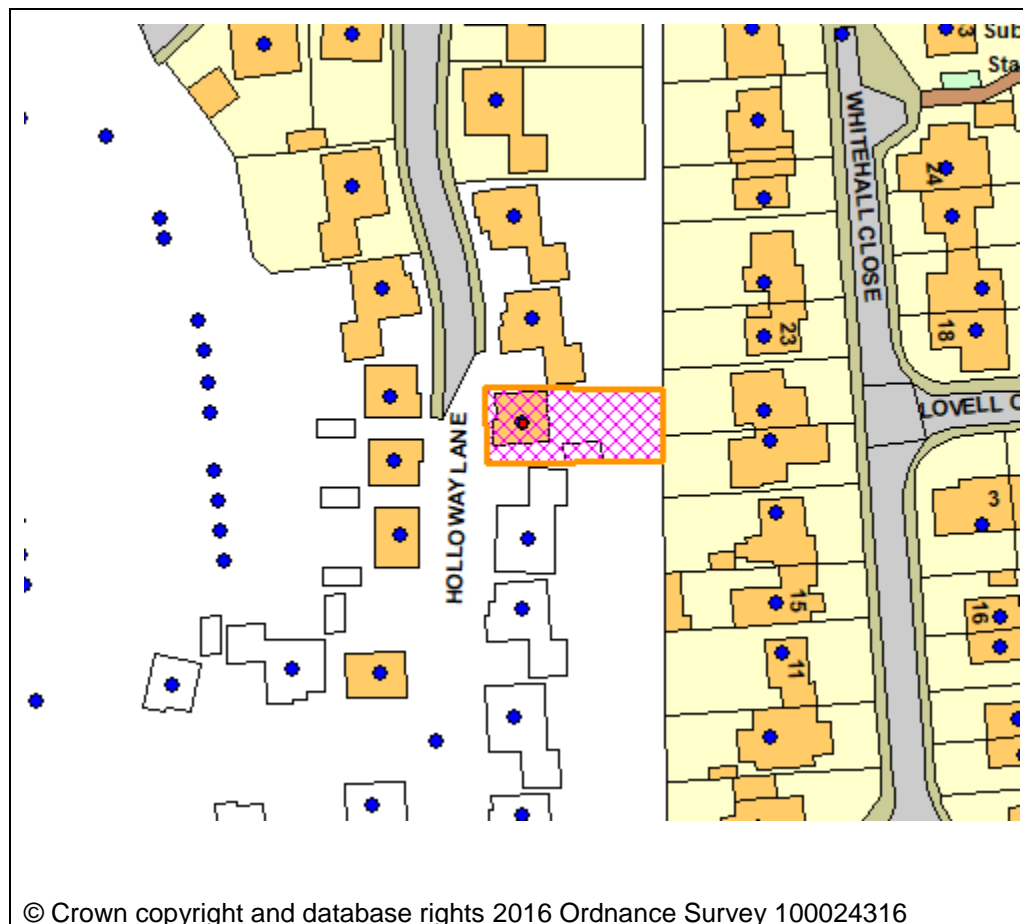 3
Sub
Sta
WHITEHALL CLOSE
24
23
18
LOVELL C
HOLLOWAY LANE
3
15
16
11
© Crown copyright and database rights 2016 Ordnance Survey 100024316